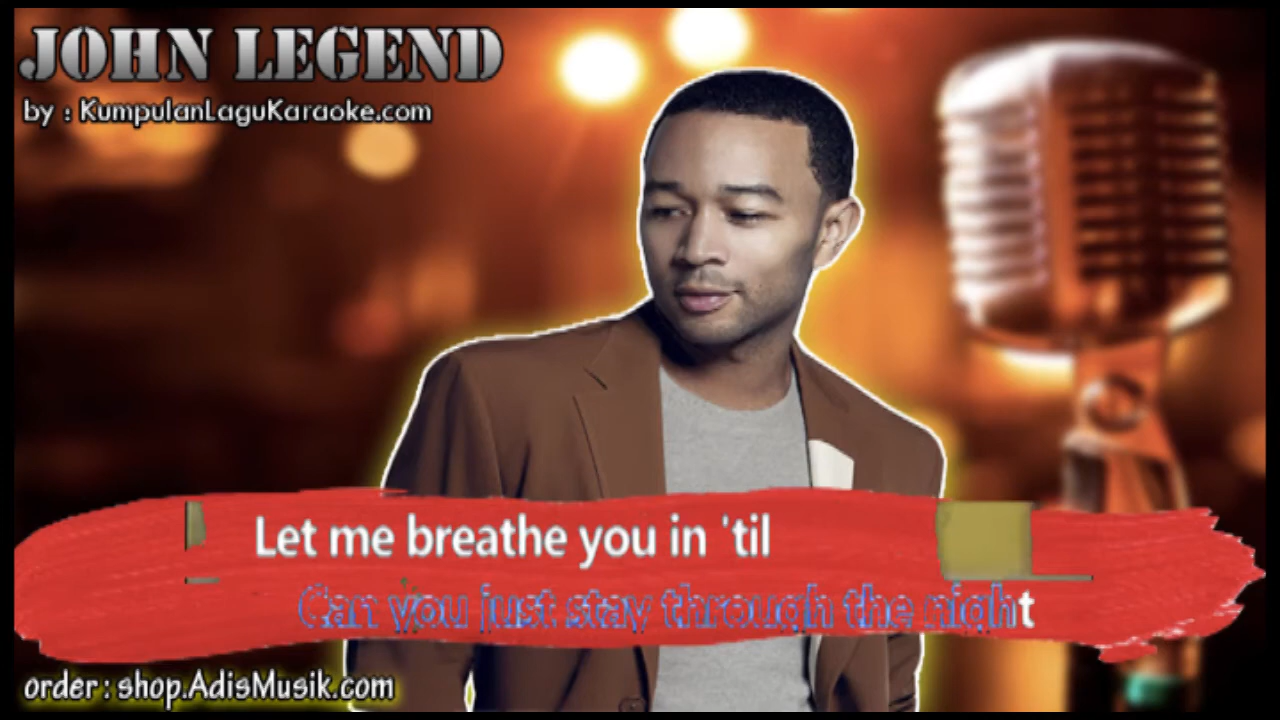 JOHN LEGEND
by : KumpulanLaguKaraoke.com
Let me breathe you in 'til
Can you just stay through the night
order : shop.AdisMusik.com